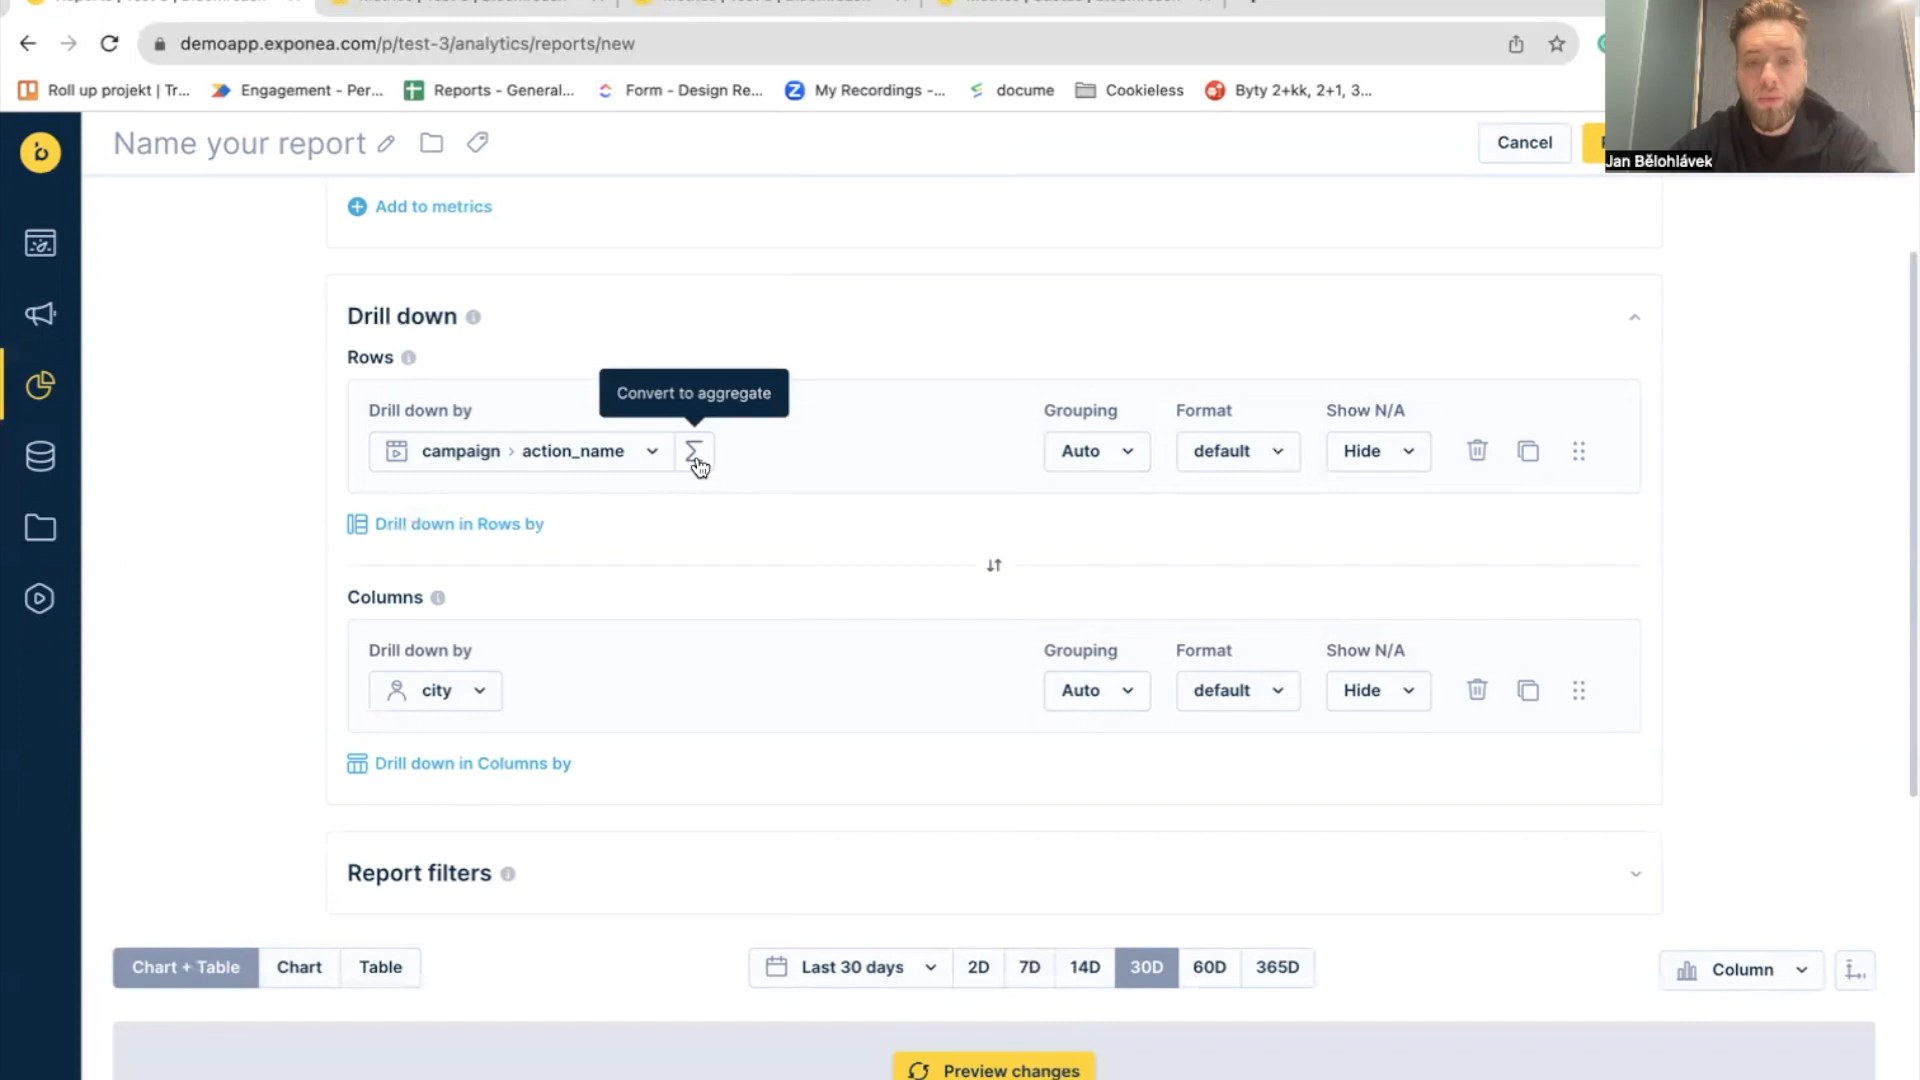 demoapp.exponea.com/p/test-3/analytics/reports/new
Roll up projekt | Tr...
Engagement - Per...
Reports - General...
Form - Design Re...
My Recordings -...
docume
Cookieless
Byty 2+kk, 2+1, 3...
Jan Bělohlávek
Name your report
Cancel
Add to metrics
Drill down
Rows
Convert to aggregate
Drill down by
Grouping
Format
Show N/A
campaign > action_name
Auto
default
Hide
Drill down in Rows by
Columns
Drill down by
Grouping
Format
Show N/A
city
Auto
default
Hide
Drill down in Columns by
Report filters
Chart + Table
Chart
Table
Last 30 days
2D
7D
14D
30D
60D
365D
Column
Preview changes